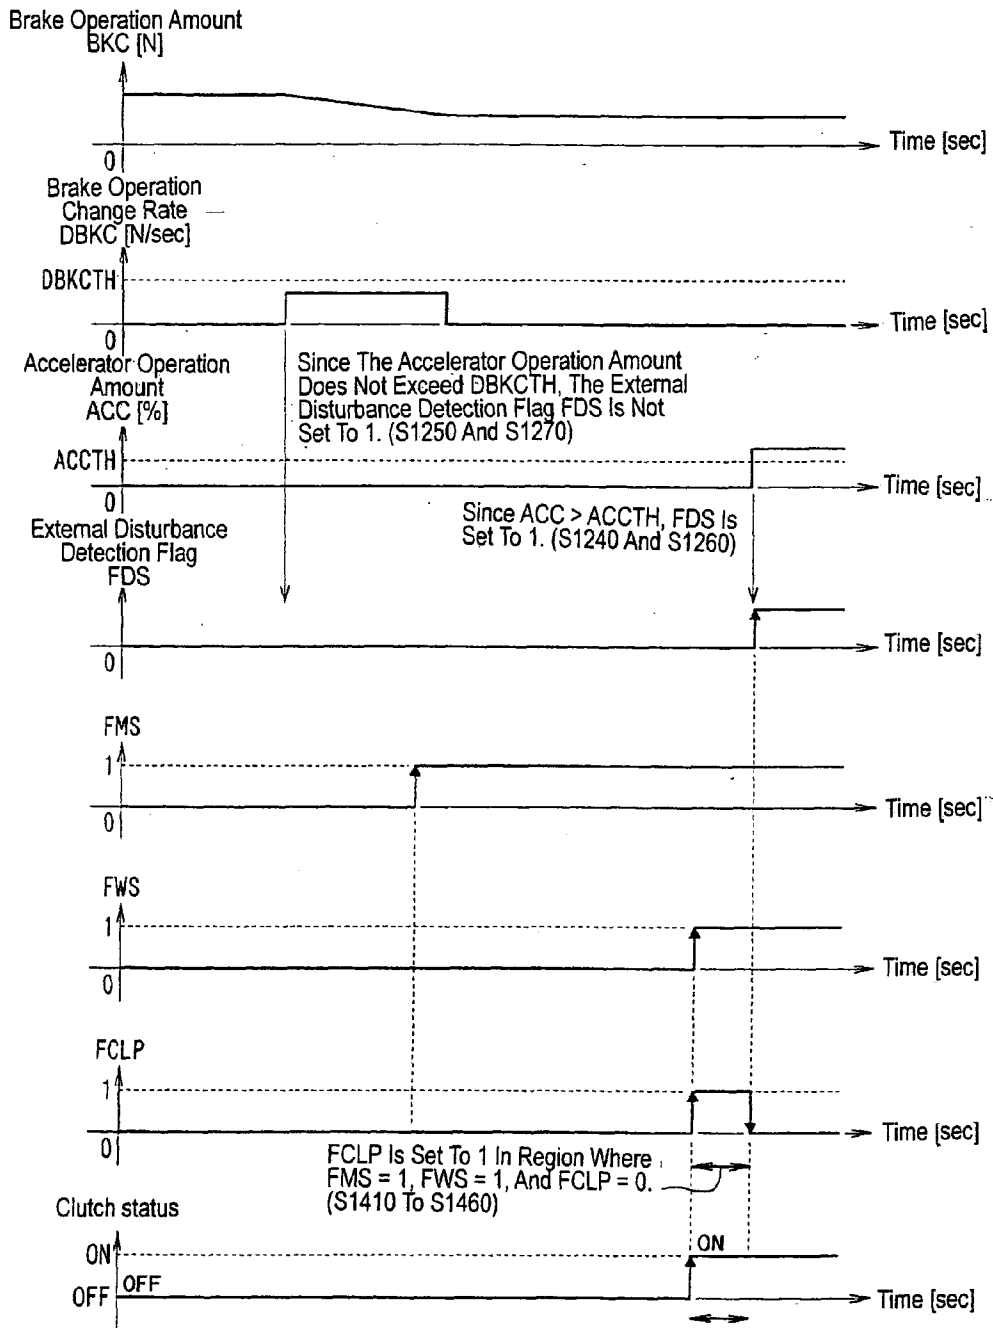 Brake Operation Amount
BKC [N]
Time [sec]
0
Brake Operation
Change Rate
DBKC [N/sec]
DBKCTH
Time [sec]
0
Accelerator Operation
Amount
ACC [%]
Since The Accelerator Operation Amount
Does Not Exceed DBKCTH, The External
Disturbance Detection Flag FDS Is Not
Set To 1. (S1250 And S1270)
ACCTH
Time [sec]
0
Since ACC > ACCTH, FDS Is
Set To 1. (S1240 And S1260)
External Disturbance
Detection Flag
FDS
Time [sec]
0
FMS
1
Time [sec]
0
FWS
1
Time [sec]
0
FCLP
1
Time [sec]
0
FCLP Is Set To 1 In Region Where
FMS = 1, FWS = 1, And FCLP = 0.
(S1410 To S1460)
Clutch status
ON
ON
OFF
OFF
Time [sec]